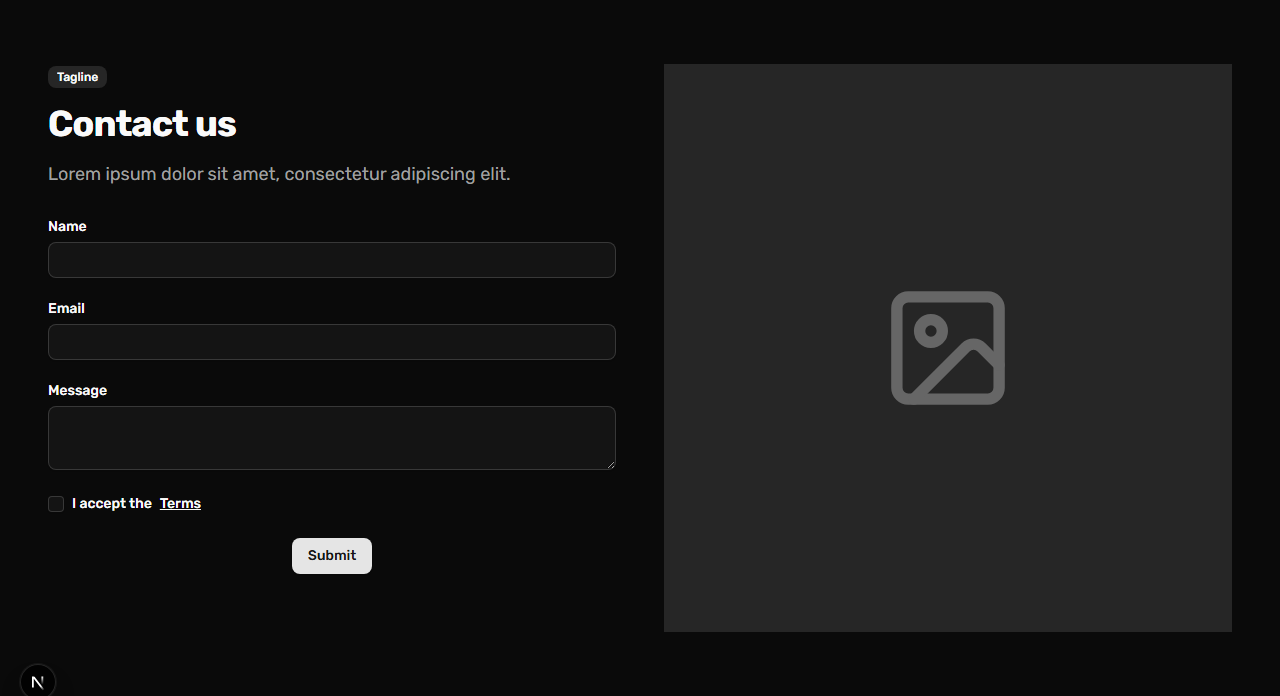 Tagline
Contact us
Lorem ipsum dolor sit amet, consectetur adipiscing elit.
Name
Email
Message
I accept the Terms
Submit
N